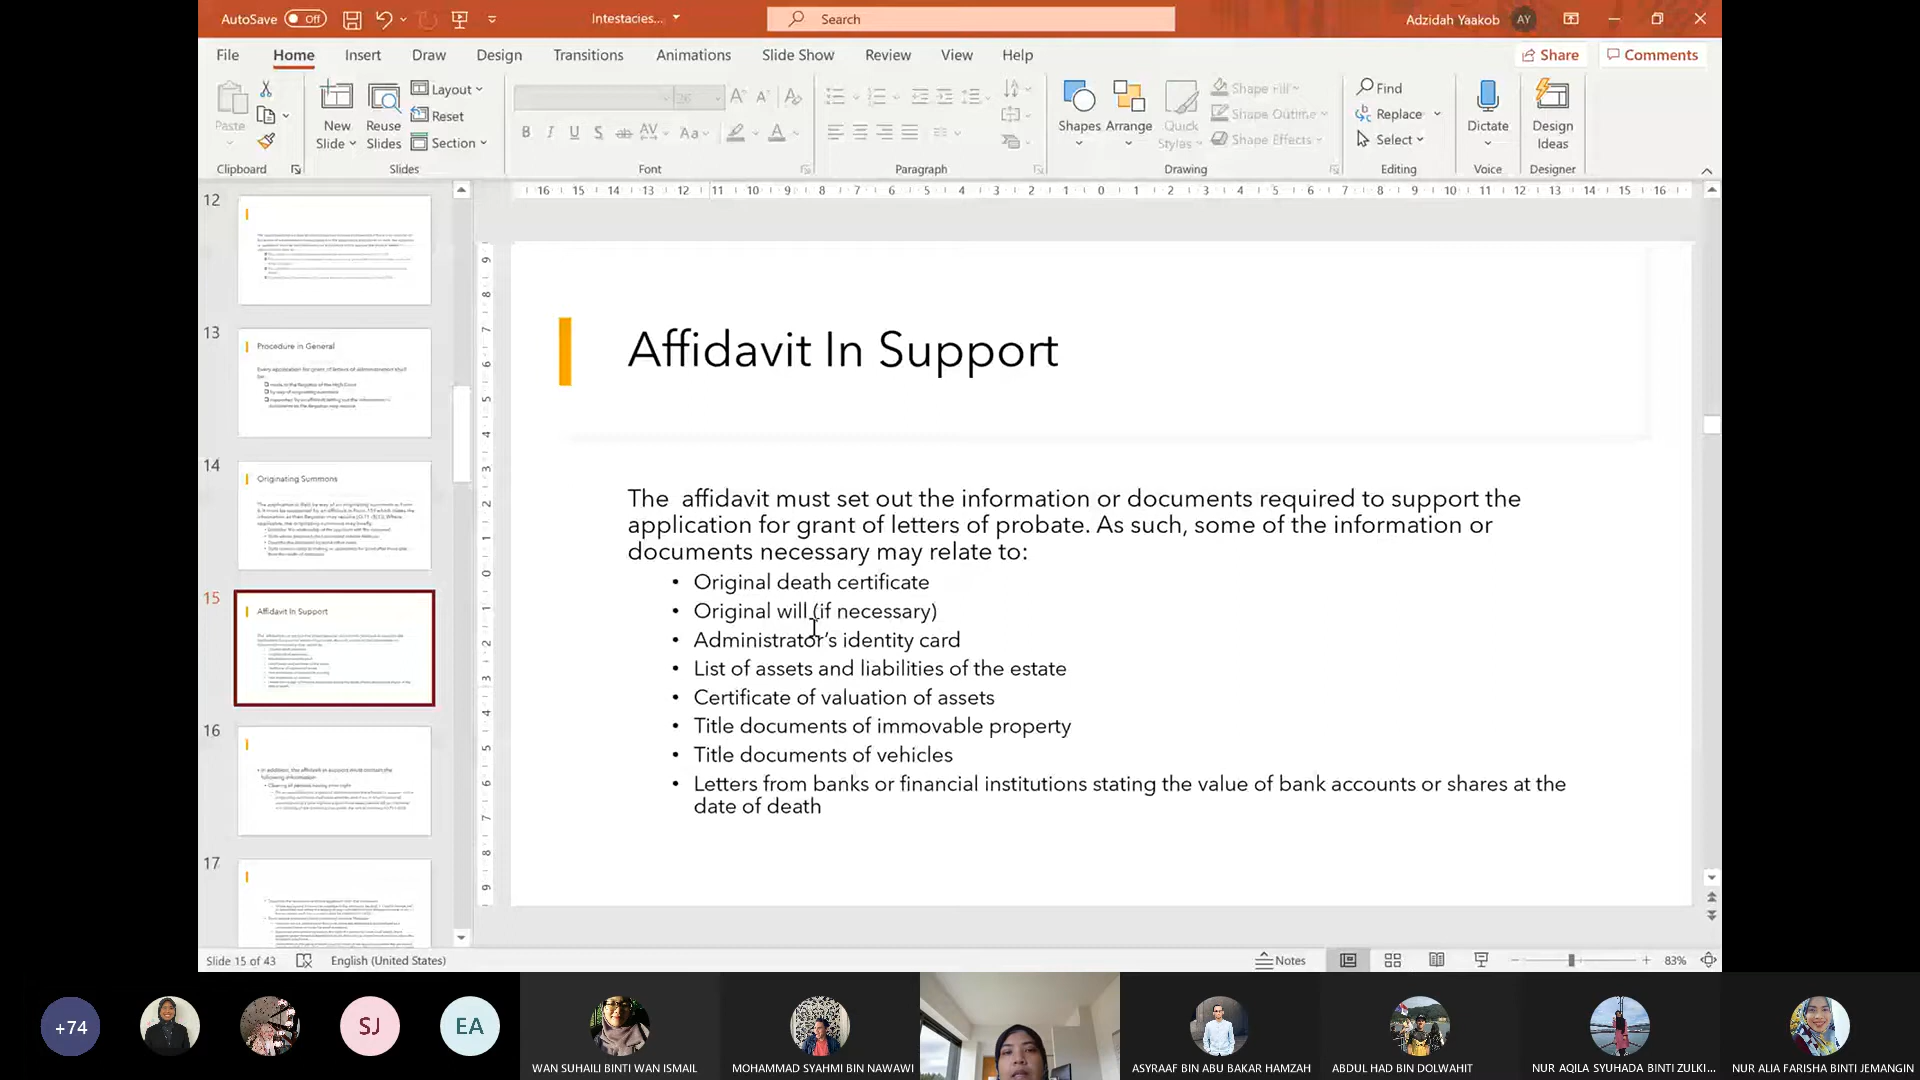 AutoSave Off Intestacies... Search Adzidah Yaakob AY
File Home Insert Draw Design Transitions Animations Slide Show Review View Help Share Comments
Paste
New
Slide
Reuse
Slides
Layout
Reset
Section
26
Shapes
Arrange
Quick
Styles
Shape Fill
Shape Outline
Shape Effects
Find
Replace
Select
Dictate
Design
Ideas
Clipboard Slides Font Paragraph Drawing Editing Voice Designer
12
13
Procedure in General
14
Originating Summons
15
Affidavit In Support
16
17
Affidavit In Support
The affidavit must set out the information or documents required to support the
application for grant of letters of probate. As such, some of the information or
documents necessary may relate to:
• Original death certificate
• Original will (if necessary)
• Administrator's identity card
• List of assets and liabilities of the estate
• Certificate of valuation of assets
• Title documents of immovable property
• Title documents of vehicles
• Letters from banks or financial institutions stating the value of bank accounts or shares at the
date of death
Slide 15 of 43 English (United States) Notes 83%
+74 SJ EA
WAN SUHAILI BINTI WAN ISMAIL
MOHAMMAD SYAHMI BIN NAWAWI
ASYRAAF BIN ABU BAKAR HAMZAH
ABDUL HAD BIN DOLWAHIT
NUR AQILA SYUHADA BINTI ZULKI...
NUR ALIA FARISHA BINTI JEMANGIN